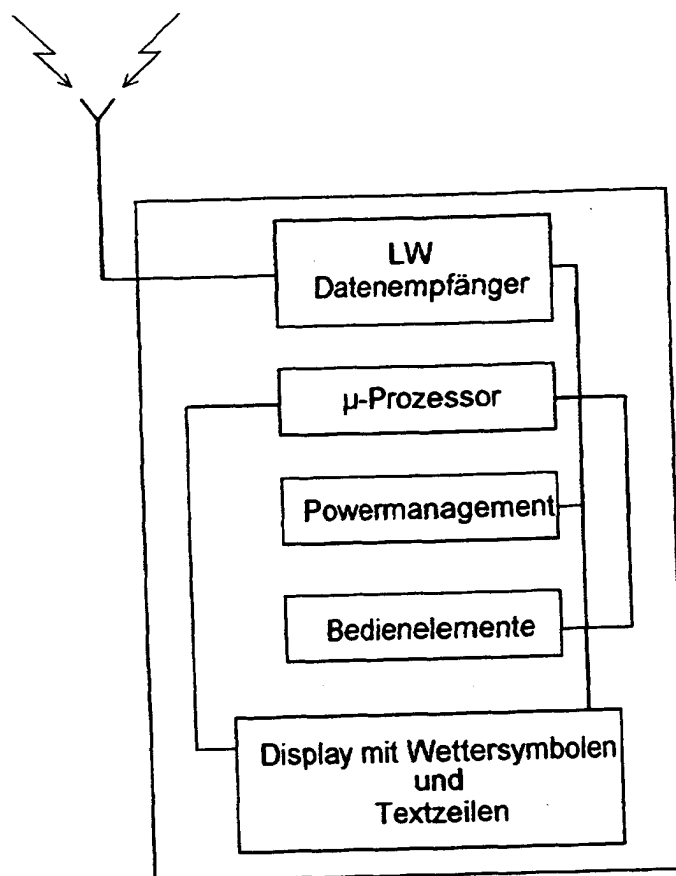 LW
Datenempfänger
µ-Prozessor
Powermanagement
Bedienelemente
Display mit Wettersymbolen
und
Textzeilen